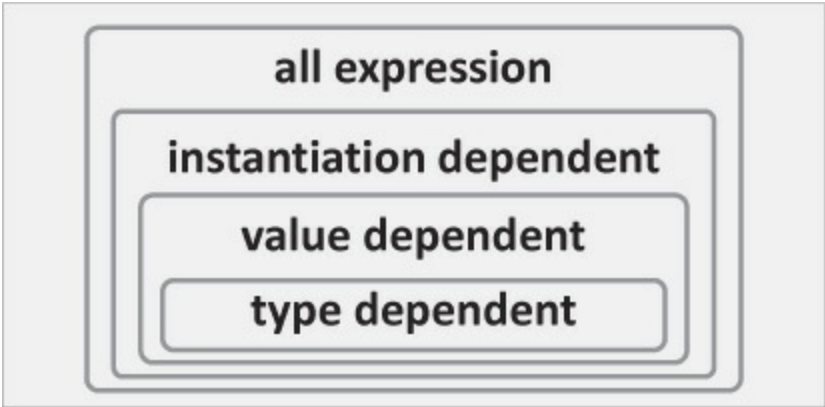 all expression
instantiation dependent
value dependent
type dependent